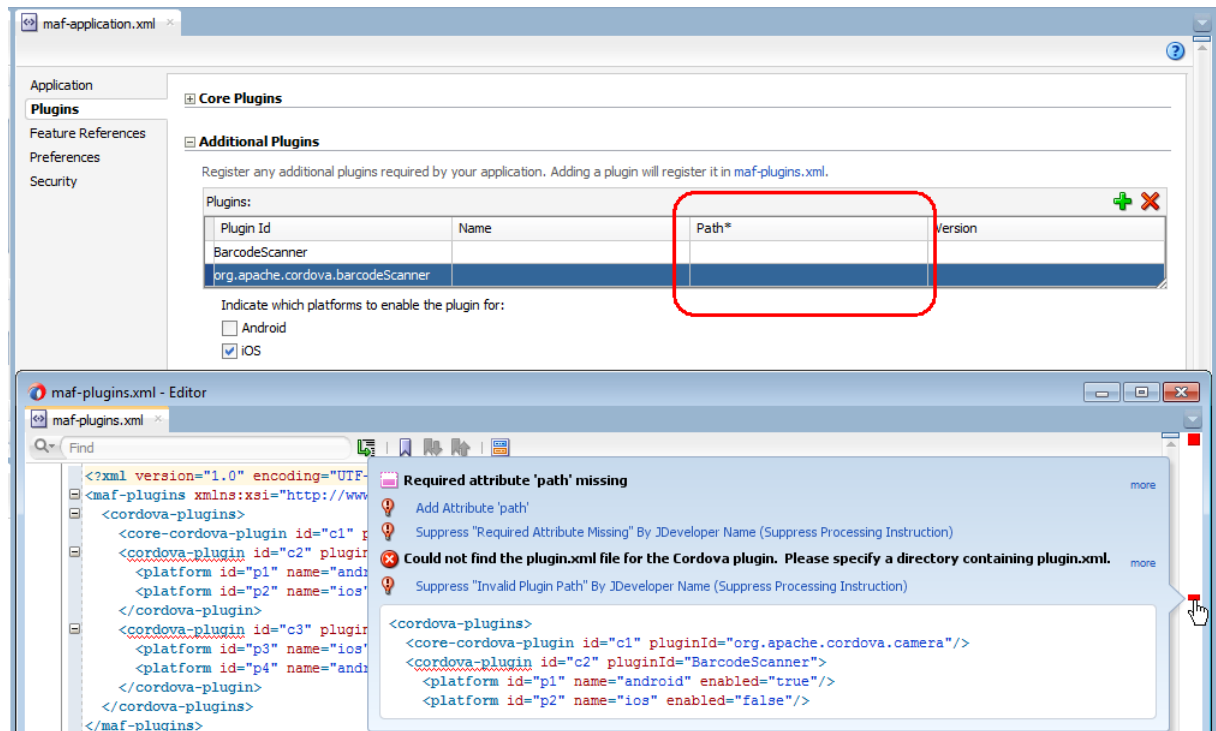 maf-application.xml
Application
Plugins
Feature References
Preferences
Security
Core Plugins
Additional Plugins
Register any additional plugins required by your application. Adding a plugin will register it in maf-plugins.xml.
Plugins:
Plugin Id Name Path* Version
BarcodeScanner
org.apache.cordova.barcodeScanner
Indicate which platforms to enable the plugin for:
Android
iOS
maf-plugins.xml - Editor
maf-plugins.xml
Find
<?xml version="1.0" encoding="UTF-
<maf-plugins xmlns:xsi="http://www
<cordova-plugins>
<core-cordova-plugin id="c1" p
<cordova-plugin id="c2" plugin
<platform id="p1" name="andr
<platform id="p2" name="ios"
</cordova-plugin>
<cordova-plugin id="c3" plugin
<platform id="p3" name="ios"
<platform id="p4" name="andr
</cordova-plugin>
</cordova-plugins>
</maf-plugins>
Required attribute 'path' missing more
Add Attribute 'path'
Suppress "Required Attribute Missing" By JDeveloper Name (Suppress Processing Instruction)
Could not find the plugin.xml file for the Cordova plugin. Please specify a directory containing plugin.xml. more
Suppress "Invalid Plugin Path" By JDeveloper Name (Suppress Processing Instruction)
<cordova-plugins>
<core-cordova-plugin id="c1" pluginId="org.apache.cordova.camera"/>
<cordova-plugin id="c2" pluginId="BarcodeScanner">
<platform id="p1" name="android" enabled="true"/>
<platform id="p2" name="ios" enabled="false"/>